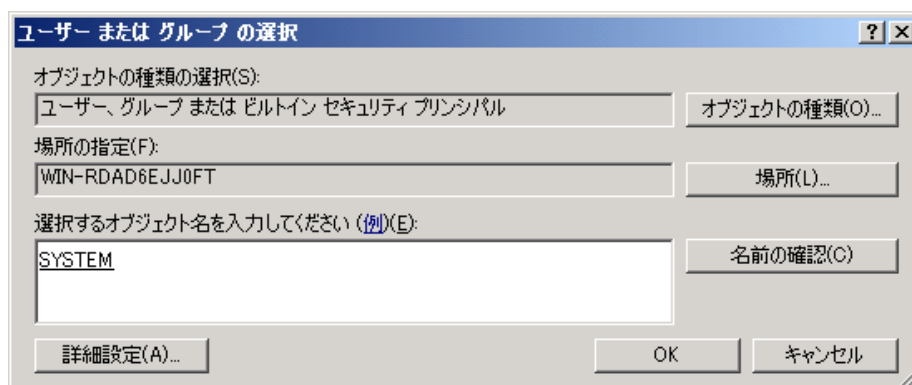 ユーザー または グループ の選択
オブジェクトの種類の選択(S):
ユーザー、グループ または ビルトイン セキュリティ プリンシパル
オブジェクトの種類(O)...
場所の指定(F):
WIN-RDAD6EJJ0FT
場所(L)...
選択するオブジェクト名を入力してください (例)(E):
SYSTEM
名前の確認(C)
詳細設定(A)...
OK
キャンセル